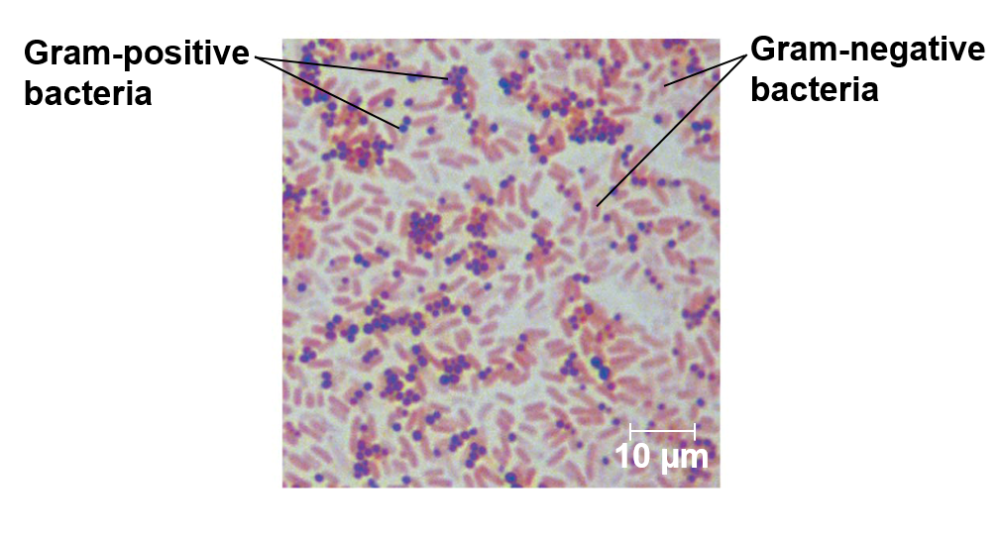 Gram-positive
bacteria
Gram-negative
bacteria
10 µm